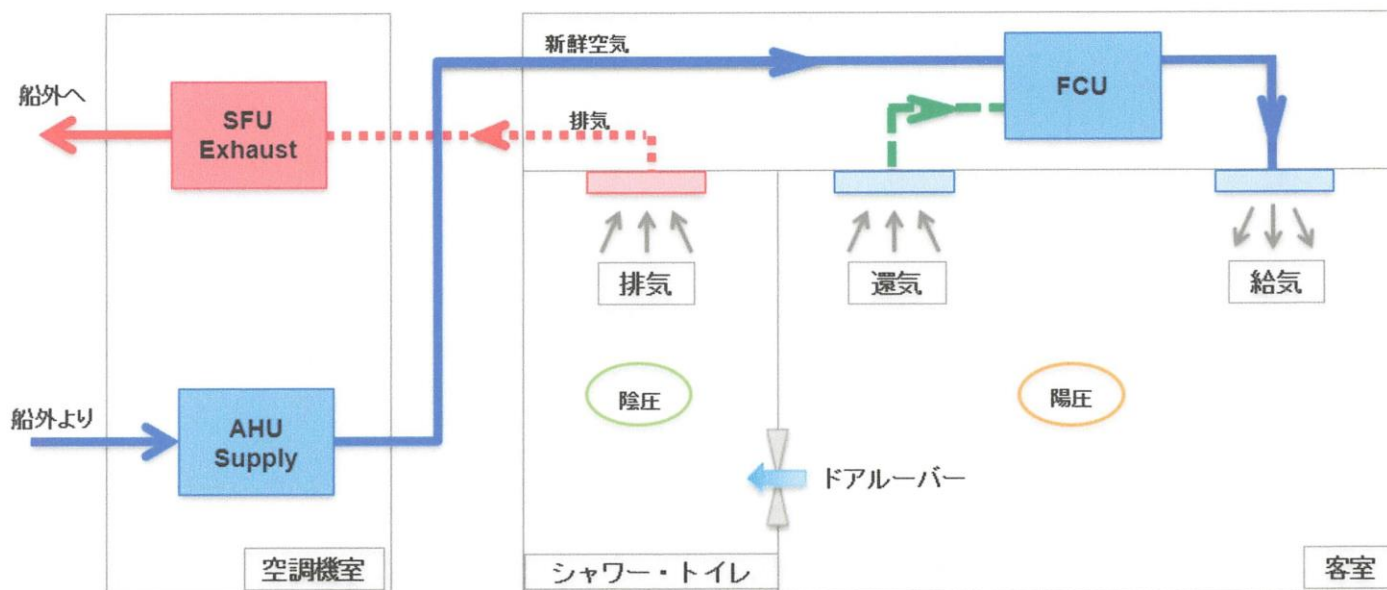 新鮮空気
船外へ
SFU
Exhaust
排気
FCU
排気
還気
給気
陰圧
陽圧
船外より
AHU
Supply
ドアルーバー
空調機室
シャワー・トイレ
客室